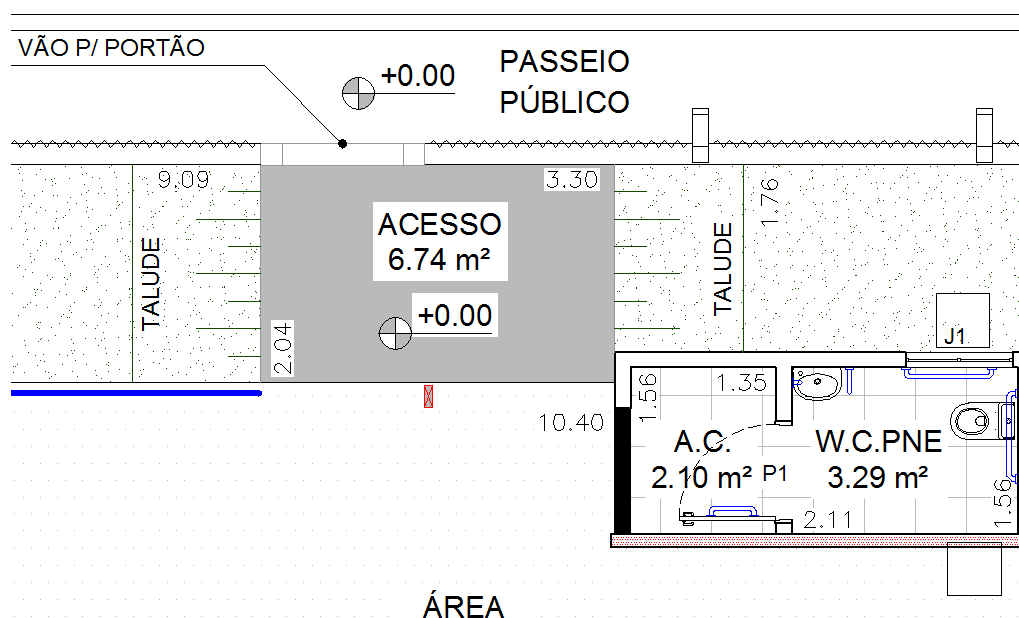 VÃO P/ PORTÃO
+0.00
PASSEIO
PÚBLICO
9.09
3.30
1.76
TALUDE
ACESSO
6.74 m²
TALUDE
+0.00
2.04
J1
10.40
1.56
1.35
A.C.
2.10 m²
P1
W.C.PNE
3.29 m²
2.11
1.56
ÁREA